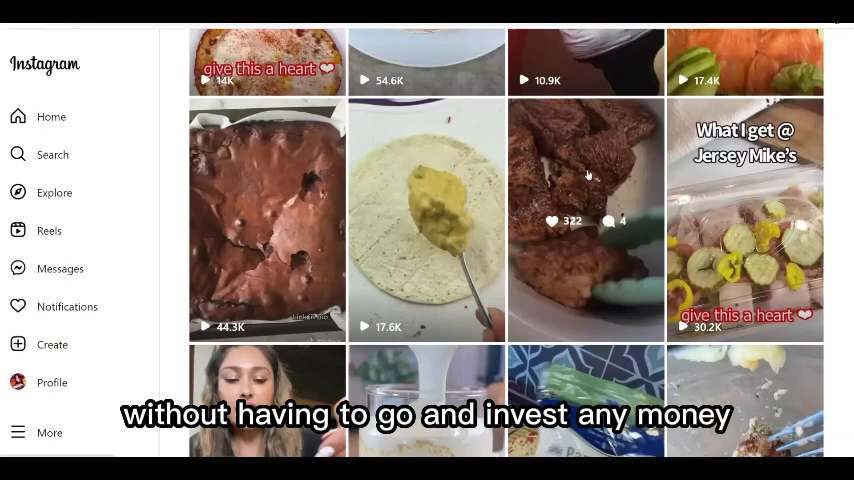 Instagram
Home
Search
Explore
Reels
Messages
Notifications
Create
Profile
More
give this a heart
14K
54.6K
10.9K
17.4K
44.3K
17.6K
322
4
What I get @
Jersey Mike's
give this a heart
30.2K
without having to go and invest any money